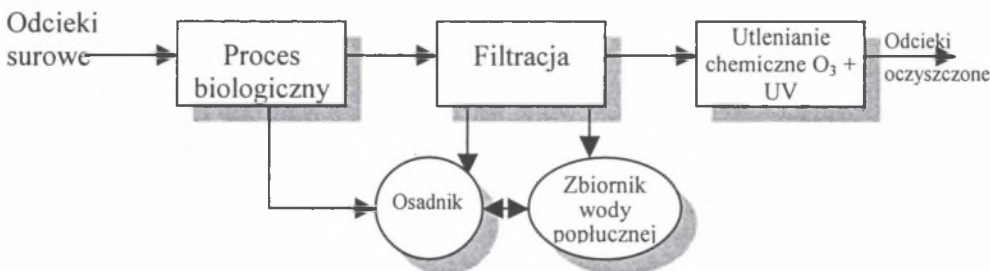 Odcieki
surowe
Proces
biologiczny
Filtracja
Utlenianie
chemiczne O₃ +
UV
Odcieki
oczyszczone
Osadnik
Zbiornik
wody
popłucznej